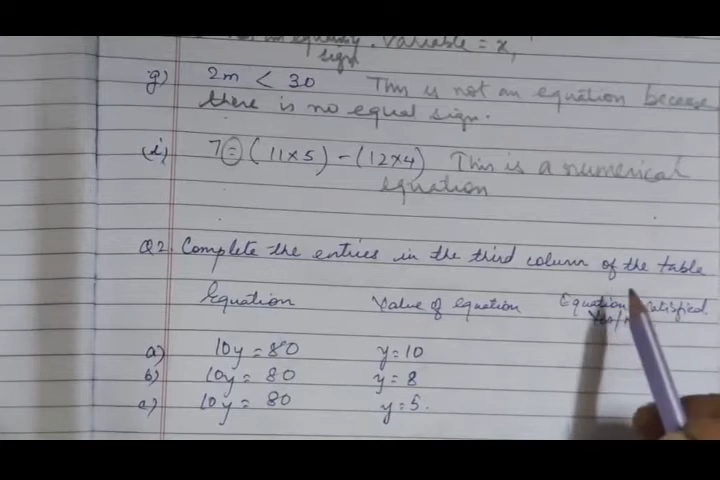 sign. Variable = x,
sign
g) 2m < 30 This is not an equation because
there is no equal sign.
(i) 7 = (11×5) - (12×4) This is a numerical
equation
Q2. Complete the entries in the third column of the table
Equation Value of equation Equation satisfied
Yes/
a) 10y = 80 y = 10
b) 10y = 80 y = 8
c) 10y = 80 y = 5.